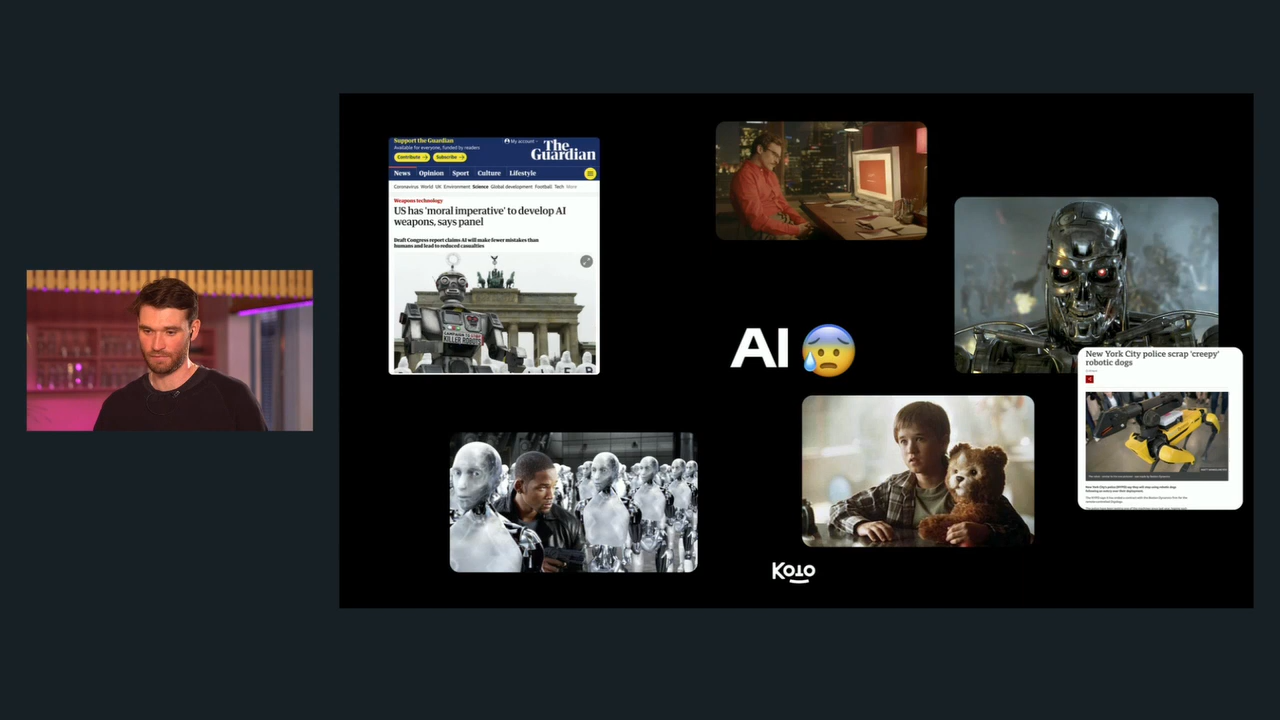 Support the Guardian
Available for everyone, funded by readers
Contribute →
Subscribe →
My account
The
Guardian
News Opinion Sport Culture Lifestyle
Coronavirus World UK Environment Science Global development Football Tech More
Weapons technology
US has 'moral imperative' to develop AI
weapons, says panel
Draft Congress report claims AI will make fewer mistakes than
humans and lead to reduced casualties
KILLER ROBOTS
AI 😰
New York City police scrap 'creepy'
robotic dogs
Koto